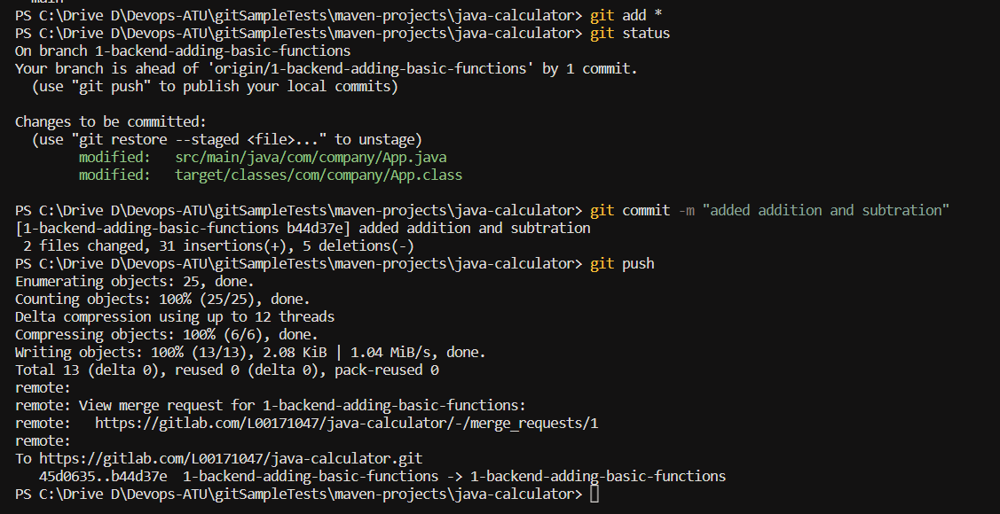 main
PS C:\Drive D\Devops-ATU\gitSampleTests\maven-projects\java-calculator> git add *
PS C:\Drive D\Devops-ATU\gitSampleTests\maven-projects\java-calculator> git status
On branch 1-backend-adding-basic-functions
Your branch is ahead of 'origin/1-backend-adding-basic-functions' by 1 commit.
  (use "git push" to publish your local commits)

Changes to be committed:
  (use "git restore --staged <file>..." to unstage)
        modified:   src/main/java/com/company/App.java
        modified:   target/classes/com/company/App.class

PS C:\Drive D\Devops-ATU\gitSampleTests\maven-projects\java-calculator> git commit -m "added addition and subtration"
[1-backend-adding-basic-functions b44d37e] added addition and subtration
 2 files changed, 31 insertions(+), 5 deletions(-)
PS C:\Drive D\Devops-ATU\gitSampleTests\maven-projects\java-calculator> git push
Enumerating objects: 25, done.
Counting objects: 100% (25/25), done.
Delta compression using up to 12 threads
Compressing objects: 100% (6/6), done.
Writing objects: 100% (13/13), 2.08 KiB | 1.04 MiB/s, done.
Total 13 (delta 0), reused 0 (delta 0), pack-reused 0
remote:
remote: View merge request for 1-backend-adding-basic-functions:
remote:   https://gitlab.com/L00171047/java-calculator/-/merge_requests/1
remote:
To https://gitlab.com/L00171047/java-calculator.git
   45d0635..b44d37e  1-backend-adding-basic-functions -> 1-backend-adding-basic-functions
PS C:\Drive D\Devops-ATU\gitSampleTests\maven-projects\java-calculator>